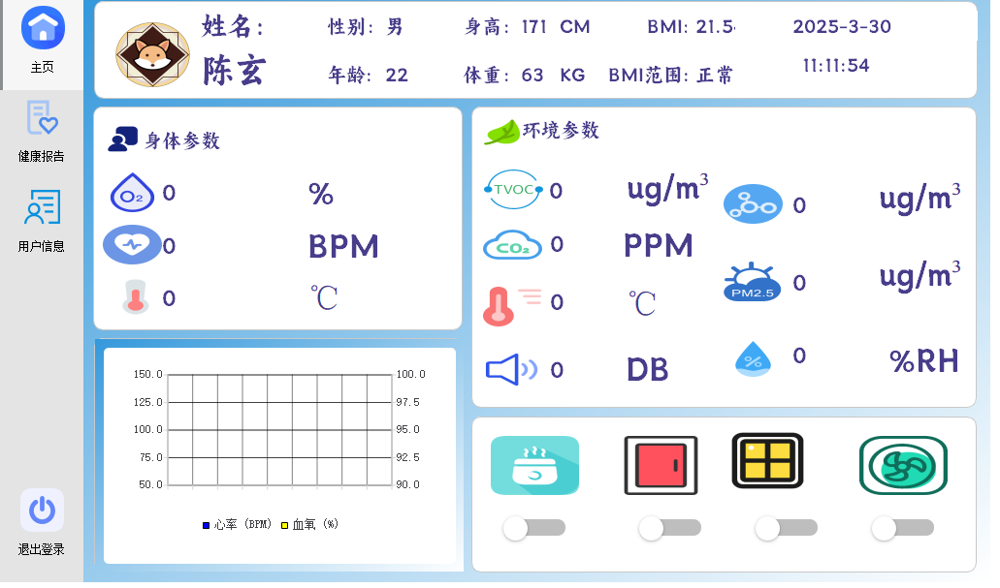 主页
健康报告
用户信息
退出登录
姓名：
陈玄
性别：男 身高：171 CM BMI: 21.5
年龄：22 体重：63 KG BMI范围：正常
2025-3-30
11:11:54
身体参数
O₂ 0 %
0 BPM
0 ℃
环境参数
TVOC 0 ug/m³
0 ug/m³
CO₂ 0 PPM
PM2.5 0 ug/m³
0 ℃
0 DB
% 0 %RH
150.0 100.0
125.0 97.5
100.0 95.0
75.0 92.5
50.0 90.0
心率 (BPM) 血氧 (%)